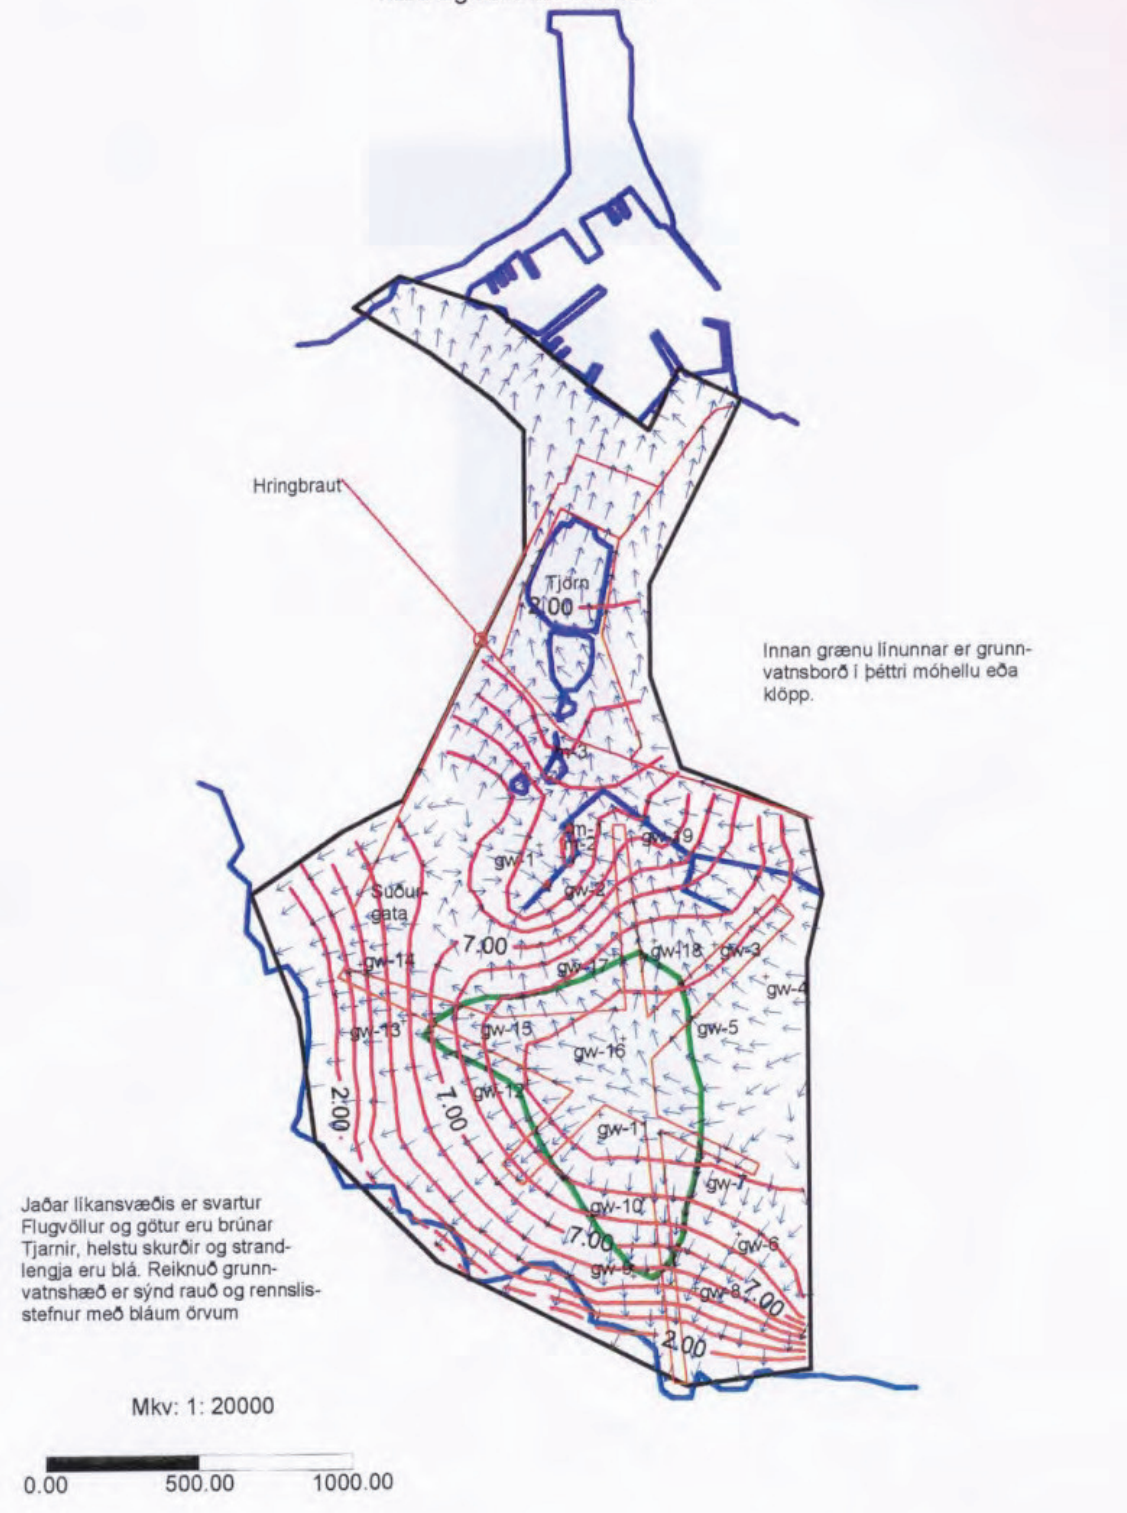 Hringbraut
Tjörn
2.00
Innan grænu línunnar er grunn-
vatnsborð í þéttri móhellu eða
klöpp.
m-3
m-1
m-2
gw-19
gw-1
gw-2
Suður-
gata
7.00
gw-14
gw-17
gw-18
gw-3
gw-4
gw-13
gw-15
gw-5
gw-16
gw-12
2.00
7.00
gw-11
gw-7
gw-10
7.00
gw-6
gw-9
gw-8
7.00
2.00
Jaðar líkansvæðis er svartur
Flugvöllur og götur eru brúnar
Tjarnir, helstu skurðir og strand-
lengja eru blá. Reiknuð grunn-
vatnshæð er sýnd rauð og rennslis-
stefnur með bláum örvum
Mkv: 1: 20000
0.00
500.00
1000.00